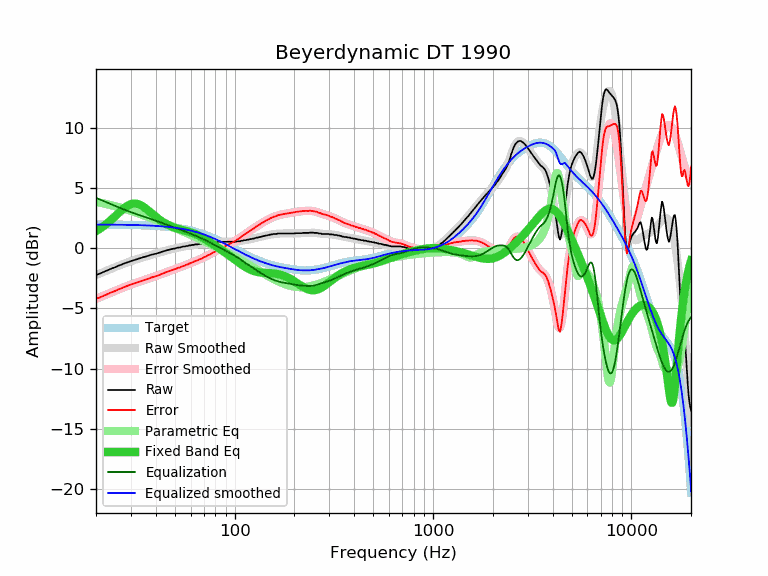 Beyerdynamic DT 1990
Amplitude (dBr)
10
5
0
−5
−10
−15
−20
Target
Raw Smoothed
Error Smoothed
Raw
Error
Parametric Eq
Fixed Band Eq
Equalization
Equalized smoothed
100
1000
10000
Frequency (Hz)